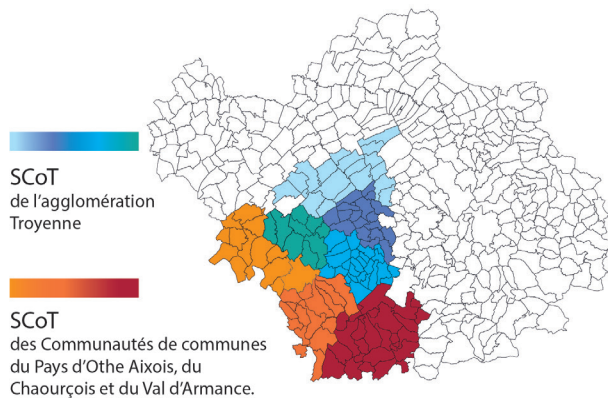 SCoT
de l’agglomération
Troyenne
SCoT
des Communautés de communes
du Pays d’Othe Aixois, du
Chaourçois et du Val d’Armance.